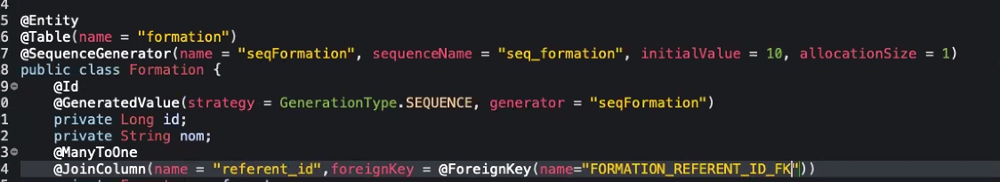 4
5 @Entity
6 @Table(name = "formation")
7 @SequenceGenerator(name = "seqFormation", sequenceName = "seq_formation", initialValue = 10, allocationSize = 1)
8 public class Formation {
9 @Id
0 @GeneratedValue(strategy = GenerationType.SEQUENCE, generator = "seqFormation")
1 private Long id;
2 private String nom;
3 @ManyToOne
4 @JoinColumn(name = "referent_id",foreignKey = @ForeignKey(name="FORMATION_REFERENT_ID_FK"))